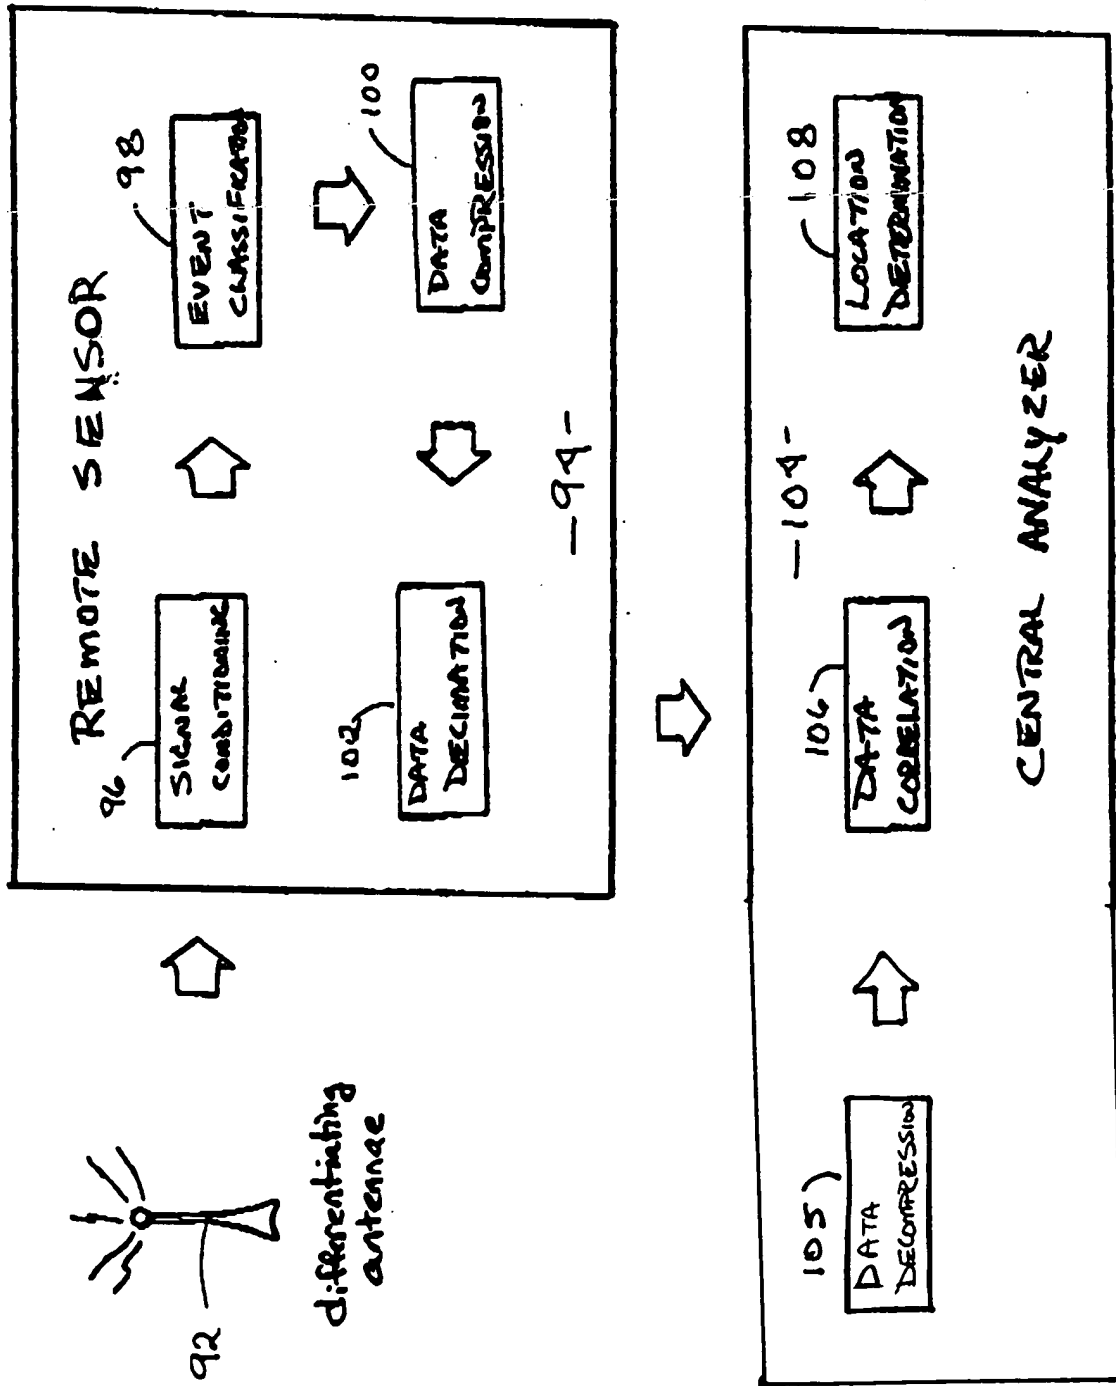 REMOTE SENSOR
96
SIGNAL
CONDITIONING
98
EVENT
CLASSIFICATION
102
DATA
DECIMATION
100
DATA
COMPRESSION
-94-
92
differentiating
antennae
-104-
105
DATA
DECOMPRESSION
106
DATA
CORRELATION
108
LOCATION
DETERMINATION
CENTRAL ANALYZER